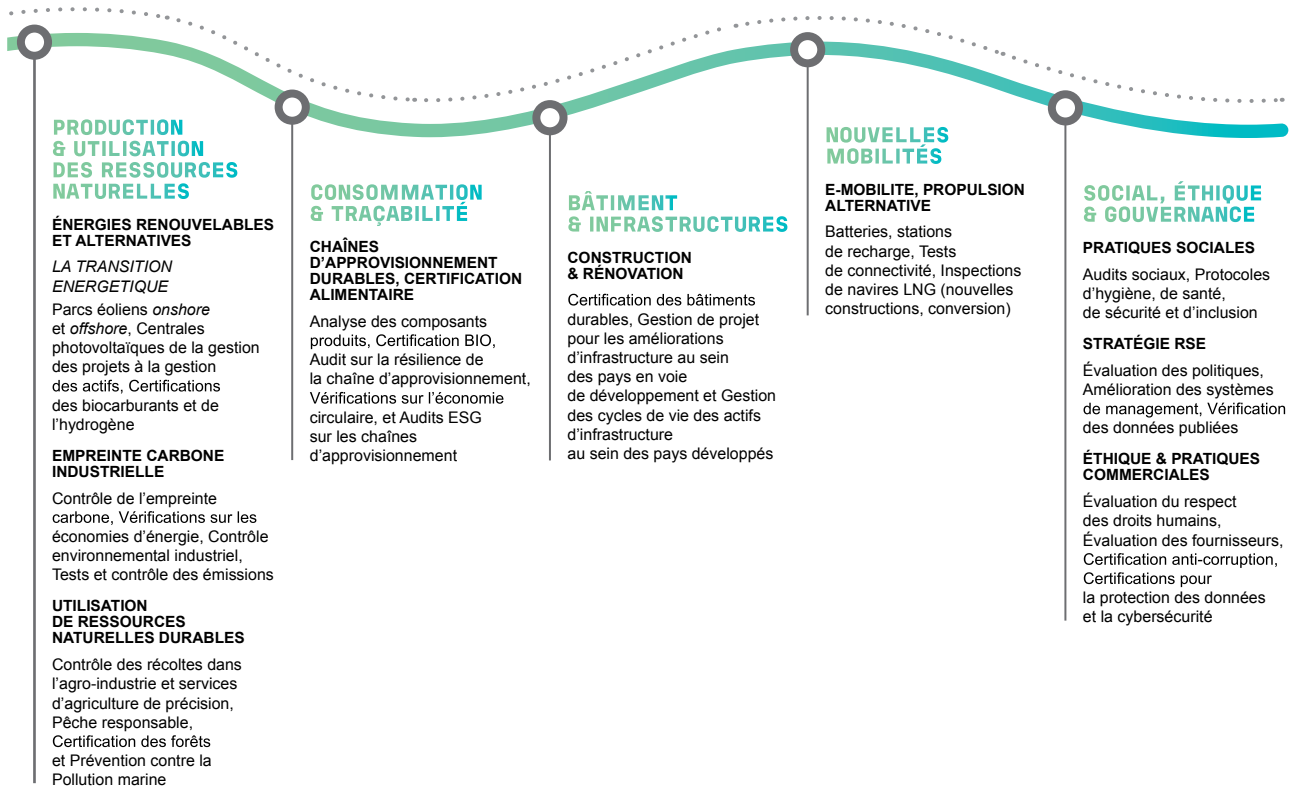 PRODUCTION
& UTILISATION
DES RESSOURCES
NATURELLES
ÉNERGIES RENOUVELABLES
ET ALTERNATIVES
LA TRANSITION
ENERGETIQUE
Parcs éoliens onshore
et offshore, Centrales
photovoltaïques de la gestion
des projets à la gestion
des actifs, Certifications
des biocarburants et de
l’hydrogène
EMPREINTE CARBONE
INDUSTRIELLE
Contrôle de l’empreinte
carbone, Vérifications sur les
économies d’énergie, Contrôle
environnemental industriel,
Tests et contrôle des émissions
UTILISATION
DE RESSOURCES
NATURELLES DURABLES
Contrôle des récoltes dans
l’agro-industrie et services
d’agriculture de précision,
Pêche responsable,
Certification des forêts
et Prévention contre la
Pollution marine
CONSOMMATION
& TRAÇABILITÉ
CHAÎNES
D’APPROVISIONNEMENT
DURABLES, CERTIFICATION
ALIMENTAIRE
Analyse des composants
produits, Certification BIO,
Audit sur la résilience de
la chaîne d’approvisionnement,
Vérifications sur l’économie
circulaire, et Audits ESG
sur les chaînes
d’approvisionnement
BÂTIMENT
& INFRASTRUCTURES
CONSTRUCTION
& RÉNOVATION
Certification des bâtiments
durables, Gestion de projet
pour les améliorations
d’infrastructure au sein
des pays en voie
de développement et Gestion
des cycles de vie des actifs
d’infrastructure
au sein des pays développés
NOUVELLES
MOBILITÉS
E-MOBILITE, PROPULSION
ALTERNATIVE
Batteries, stations
de recharge, Tests
de connectivité, Inspections
de navires LNG (nouvelles
constructions, conversion)
SOCIAL, ÉTHIQUE
& GOUVERNANCE
PRATIQUES SOCIALES
Audits sociaux, Protocoles
d’hygiène, de santé,
de sécurité et d’inclusion
STRATÉGIE RSE
Évaluation des politiques,
Amélioration des systèmes
de management, Vérification
des données publiées
ÉTHIQUE & PRATIQUES
COMMERCIALES
Évaluation du respect
des droits humains,
Évaluation des fournisseurs,
Certification anti-corruption,
Certifications pour
la protection des données
et la cybersécurité